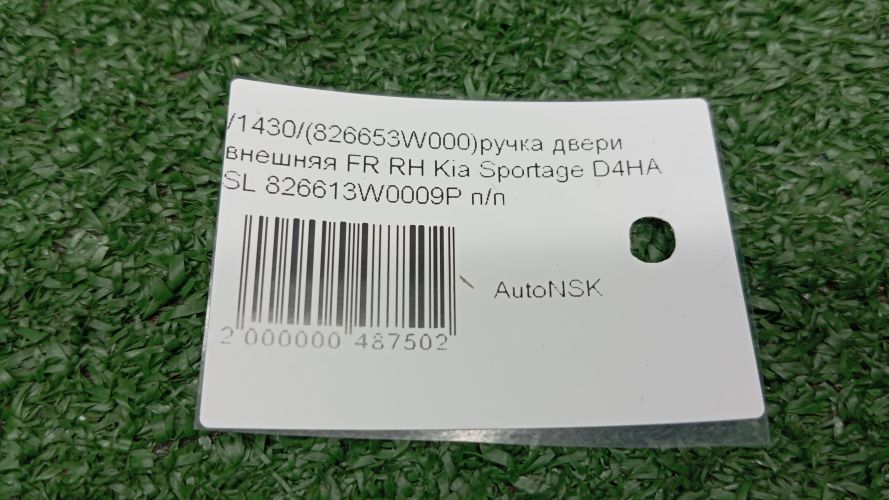 /1430/(826653W000)ручка двери
внешняя FR RH Kia Sportage D4HA
SL 826613W0009P п/п
AutoNSK
2 000000 487502